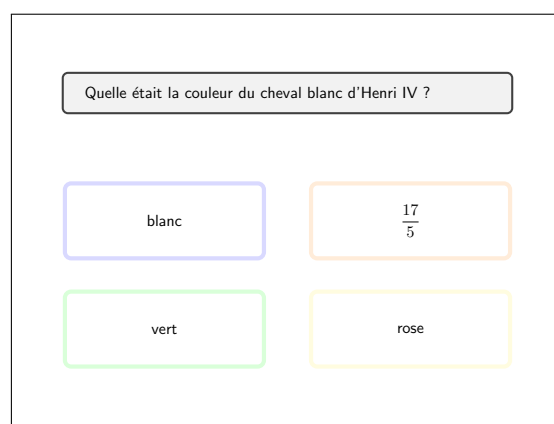 Quelle était la couleur du cheval blanc d'Henri IV ?
blanc
17/5
vert
rose